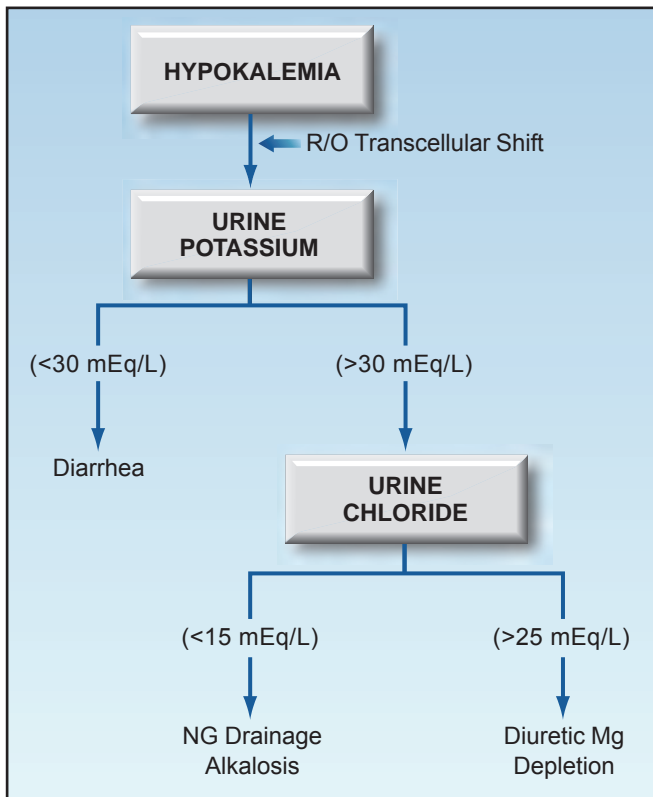 HYPOKALEMIA
R/O Transcellular Shift
URINE
POTASSIUM
(<30 mEq/L)
(>30 mEq/L)
Diarrhea
URINE
CHLORIDE
(<15 mEq/L)
(>25 mEq/L)
NG Drainage
Alkalosis
Diuretic Mg
Depletion